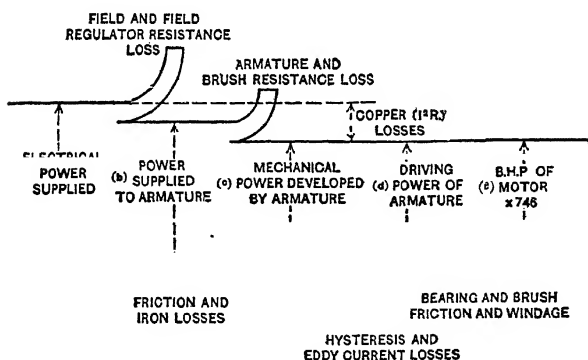 FIELD AND FIELD
REGULATOR RESISTANCE
LOSS
ARMATURE AND
BRUSH RESISTANCE LOSS
COPPER (I²R)
LOSSES
ELECTRICAL
POWER
SUPPLIED
(b) POWER
SUPPLIED
TO ARMATURE
MECHANICAL
(c) POWER DEVELOPED
BY ARMATURE
DRIVING
(d) POWER OF
ARMATURE
B.H.P OF
(e) MOTOR
x746
FRICTION AND
IRON LOSSES
BEARING AND BRUSH
FRICTION AND WINDAGE
HYSTERESIS AND
EDDY CURRENT LOSSES